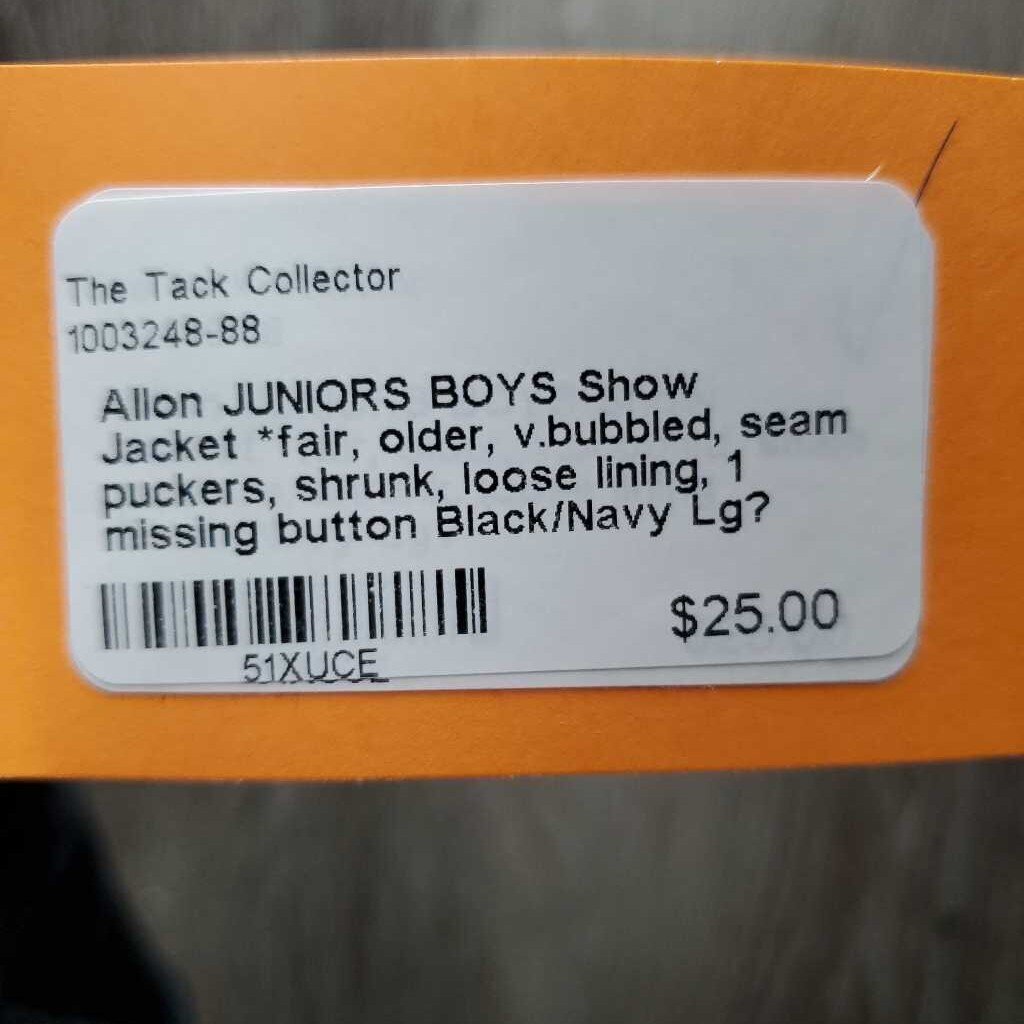 The Tack Collector
1003248-88
Allon JUNIORS BOYS Show
Jacket *fair, older, v.bubbled, seam
puckers, shrunk, loose lining, 1
missing button Black/Navy Lg?
$25.00
51XUCE